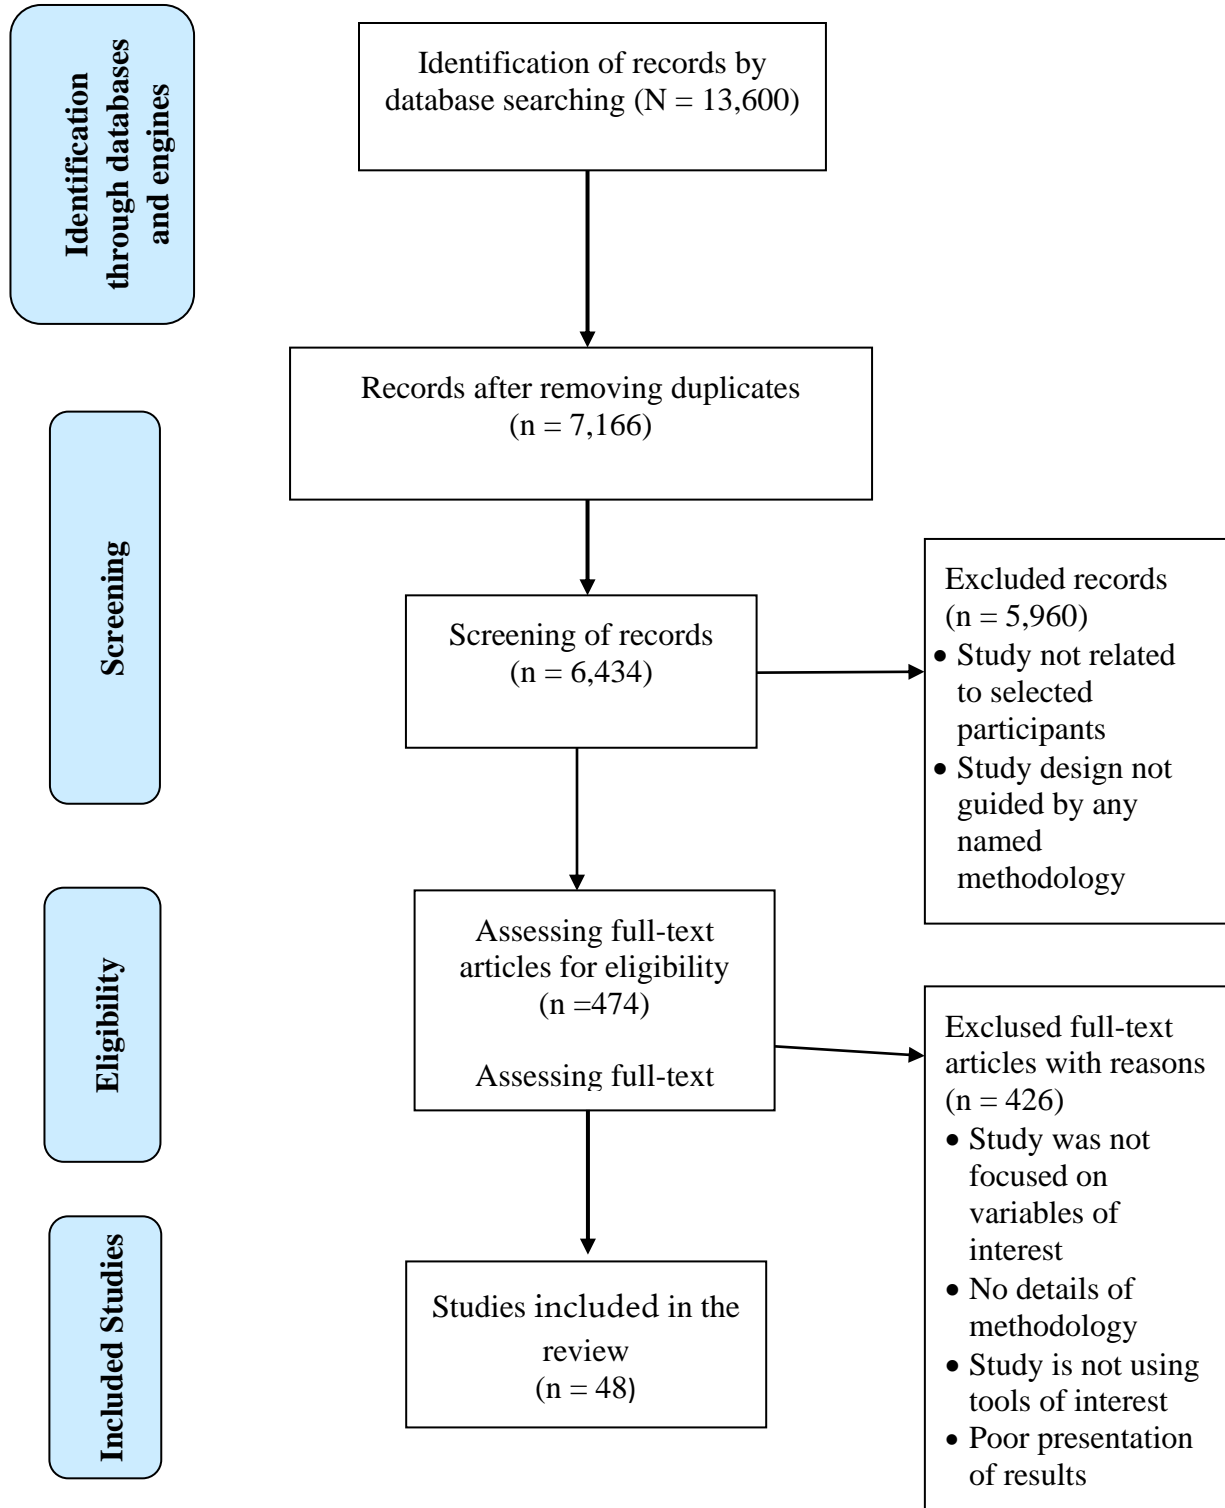 Identification
through databases
and engines
Identification of records by
database searching (N = 13,600)
Records after removing duplicates
(n = 7,166)
Screening
Screening of records
(n = 6,434)
Excluded records
(n = 5,960)
• Study not related
to selected
participants
• Study design not
guided by any
named
methodology
Eligibility
Assessing full-text
articles for eligibility
(n =474)
Assessing full-text
Exclused full-text
articles with reasons
(n = 426)
• Study was not
focused on
variables of
interest
• No details of
methodology
• Study is not using
tools of interest
• Poor presentation
of results
Included Studies
Studies included in the
review
(n = 48)